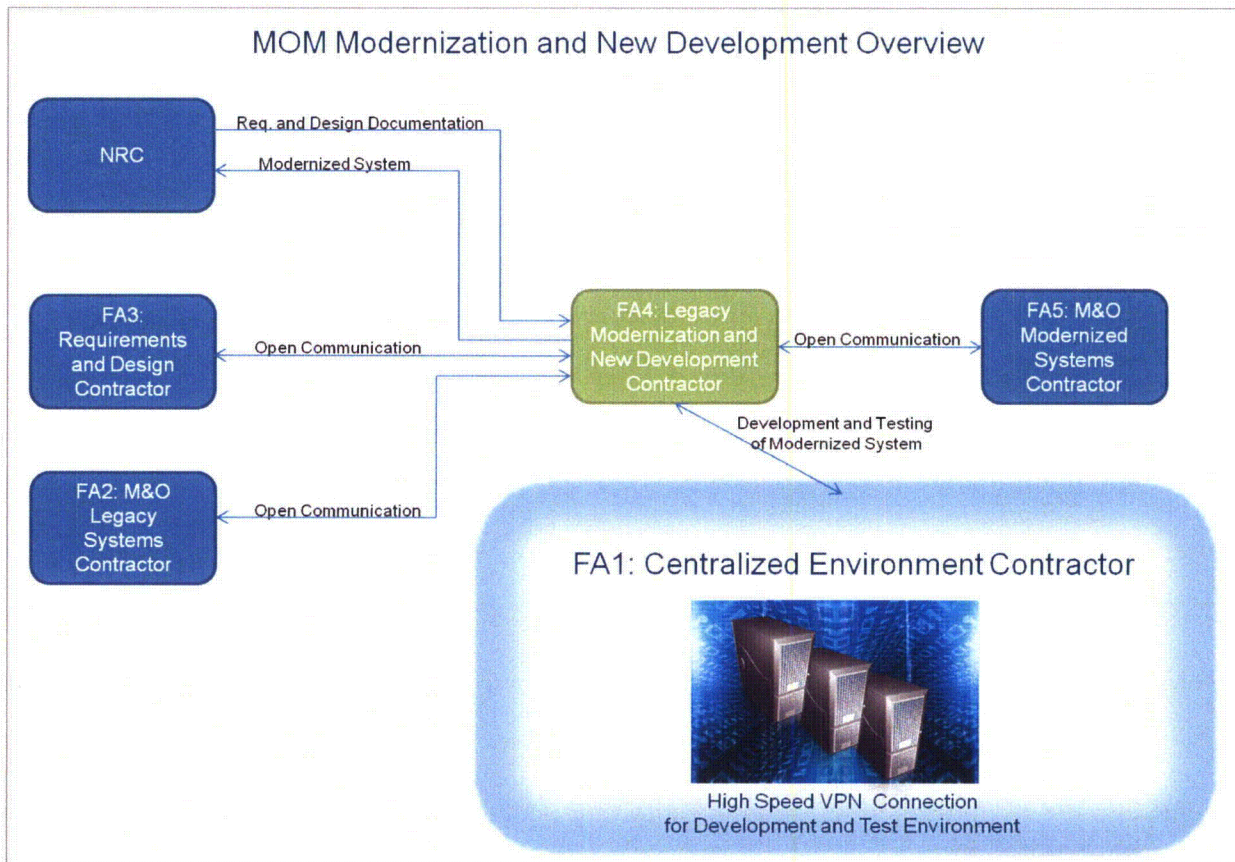 MOM Modernization and New Development Overview
NRC
Req. and Design Documentation
Modernized System
FA3:
Requirements
and Design
Contractor
Open Communication
FA4: Legacy
Modernization and
New Development
Contractor
Open Communication
FA5: M&O
Modernized
Systems
Contractor
FA2: M&O
Legacy
Systems
Contractor
Open Communication
Development and Testing
of Modernized System
FA1: Centralized Environment Contractor
High Speed VPN Connection
for Development and Test Environment